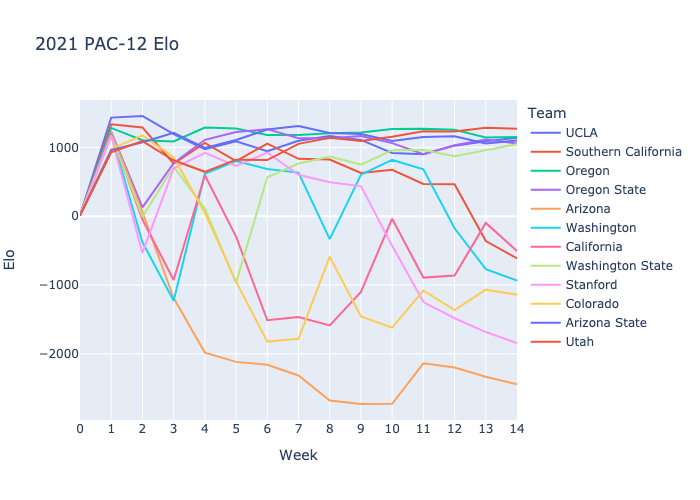 2021 PAC-12 Elo
Team
UCLA
Southern California
Oregon
Oregon State
Arizona
Washington
California
Washington State
Stanford
Colorado
Arizona State
Utah
Elo
1000
0
−1000
−2000
0 1 2 3 4 5 6 7 8 9 10 11 12 13 14
Week